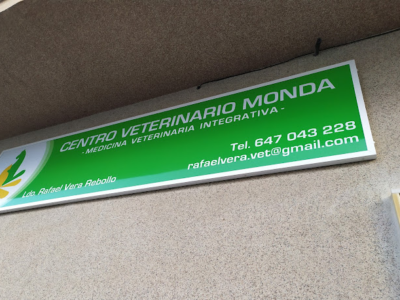 CENTRO VETERINARIO MONDA
- MEDICINA VETERINARIA INTEGRATIVA -
Tel. 647 043 228
rafaelvera.vet@gmail.com
Ldo. Rafael Vera Rebollo